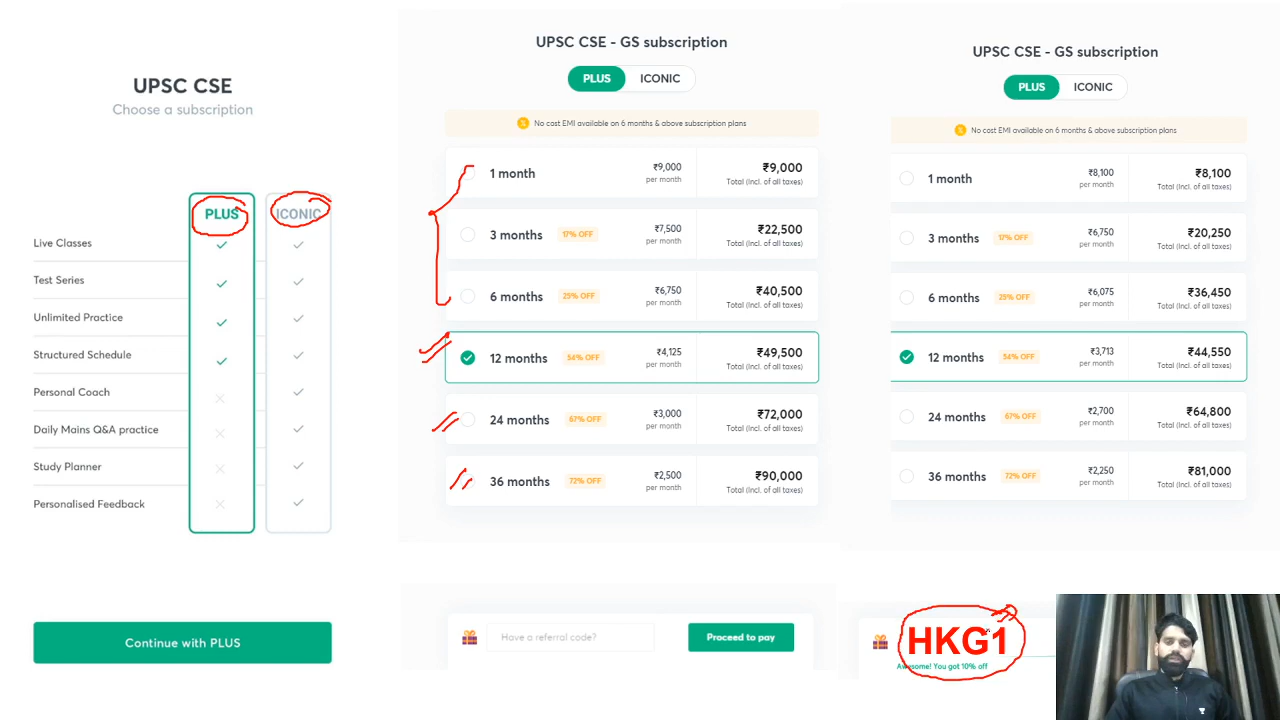 UPSC CSE
Choose a subscription
PLUS
ICONIC
Live Classes
Test Series
Unlimited Practice
Structured Schedule
Personal Coach
Daily Mains Q&A practice
Study Planner
Personalised Feedback
Continue with PLUS
UPSC CSE - GS subscription
PLUS ICONIC
No cost EMI available on 6 months & above subscription plans
1 month ₹9,000 ₹9,000
per month Total (Incl. of all taxes)
3 months 17% OFF ₹7,500 ₹22,500
per month Total (Incl. of all taxes)
6 months 25% OFF ₹6,750 ₹40,500
per month Total (Incl. of all taxes)
12 months 54% OFF ₹4,125 ₹49,500
per month Total (Incl. of all taxes)
24 months 67% OFF ₹3,000 ₹72,000
per month Total (Incl. of all taxes)
36 months 72% OFF ₹2,500 ₹90,000
per month Total (Incl. of all taxes)
Have a referral code? Proceed to pay
UPSC CSE - GS subscription
PLUS ICONIC
No cost EMI available on 6 months & above subscription plans
1 month ₹8,100 ₹8,100
per month Total (Incl. of all taxes)
3 months 17% OFF ₹6,750 ₹20,250
per month Total (Incl. of all taxes)
6 months 25% OFF ₹6,075 ₹36,450
per month Total (Incl. of all taxes)
12 months 54% OFF ₹3,713 ₹44,550
per month Total (Incl. of all taxes)
24 months 67% OFF ₹2,700 ₹64,800
per month Total (Incl. of all taxes)
36 months 72% OFF ₹2,250 ₹81,000
per month Total (Incl. of all taxes)
HKG1
Awesome! You got 10% off